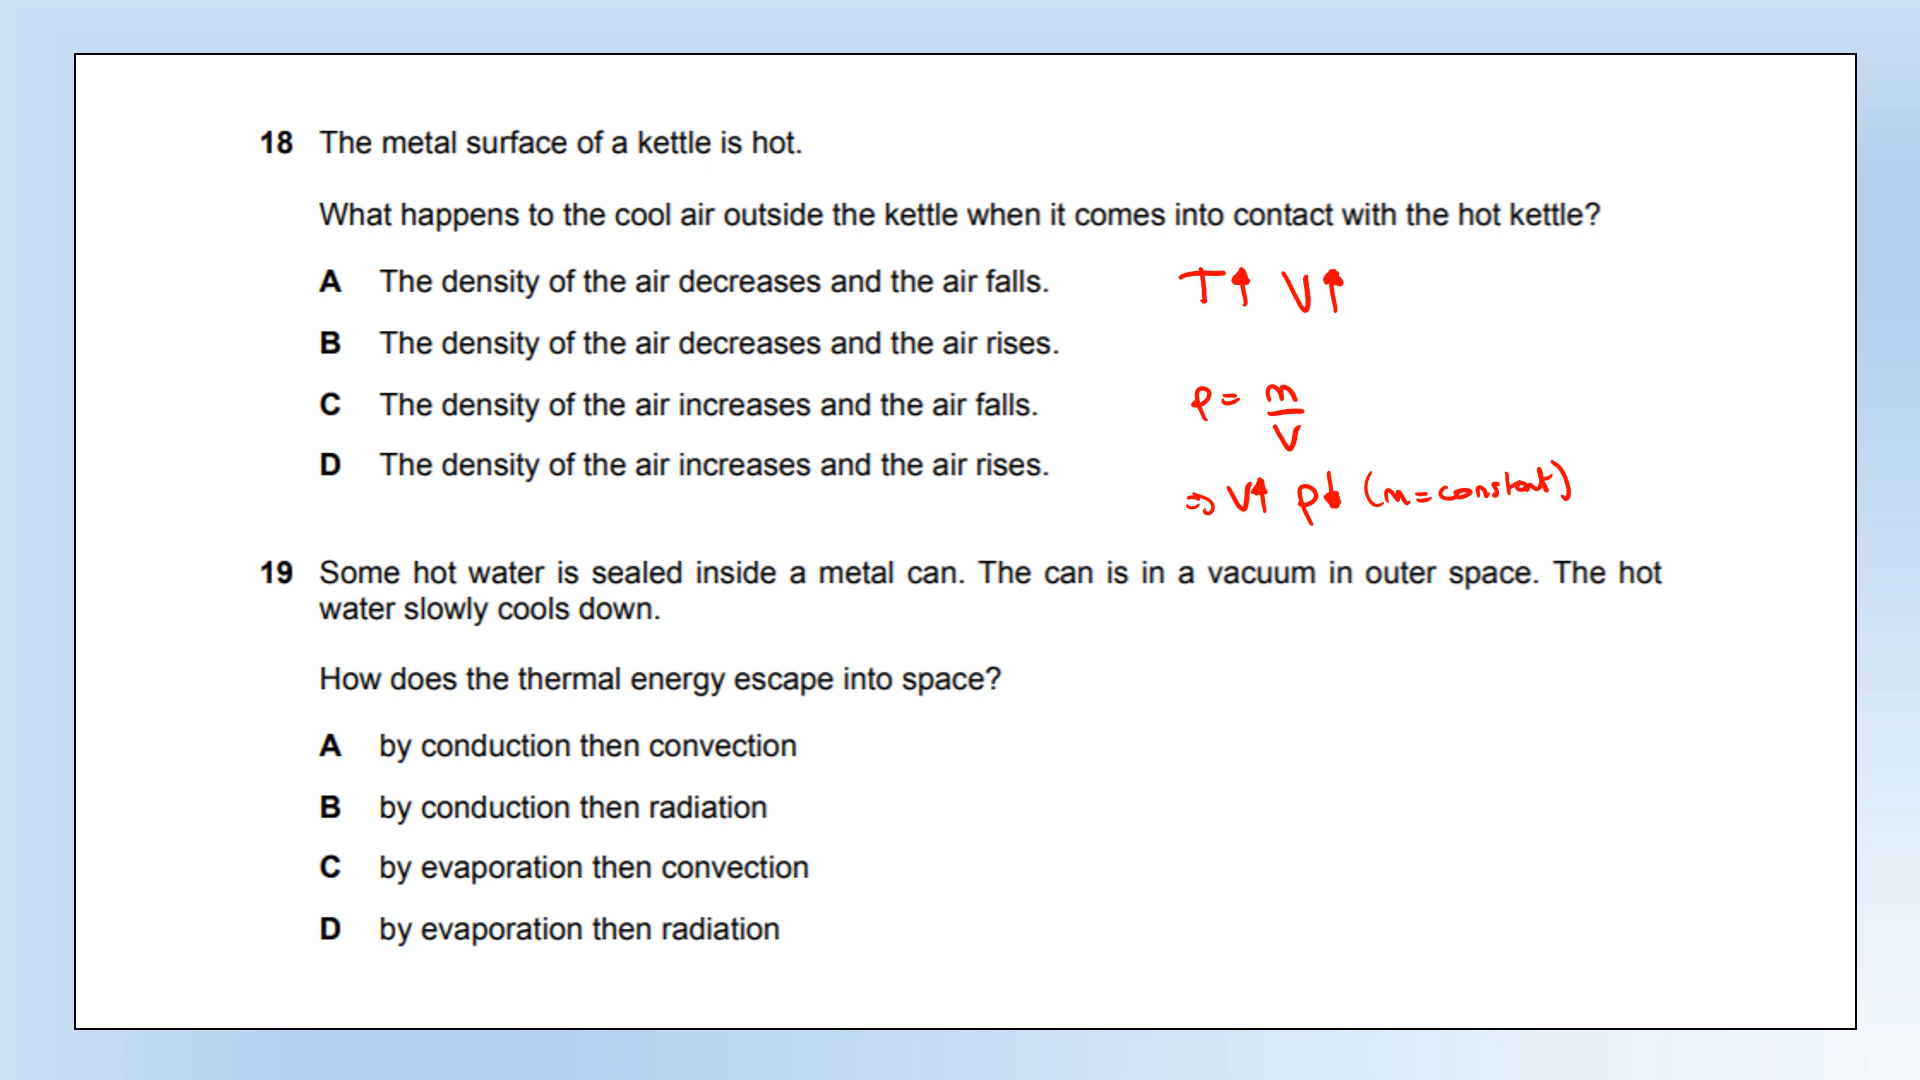 18 The metal surface of a kettle is hot.
What happens to the cool air outside the kettle when it comes into contact with the hot kettle?
A The density of the air decreases and the air falls.
T↑ V↑
B The density of the air decreases and the air rises.
C The density of the air increases and the air falls.
ρ = m/V
D The density of the air increases and the air rises.
⇒ V↑ ρ↓ (m = constant)
19 Some hot water is sealed inside a metal can. The can is in a vacuum in outer space. The hot
water slowly cools down.
How does the thermal energy escape into space?
A by conduction then convection
B by conduction then radiation
C by evaporation then convection
D by evaporation then radiation